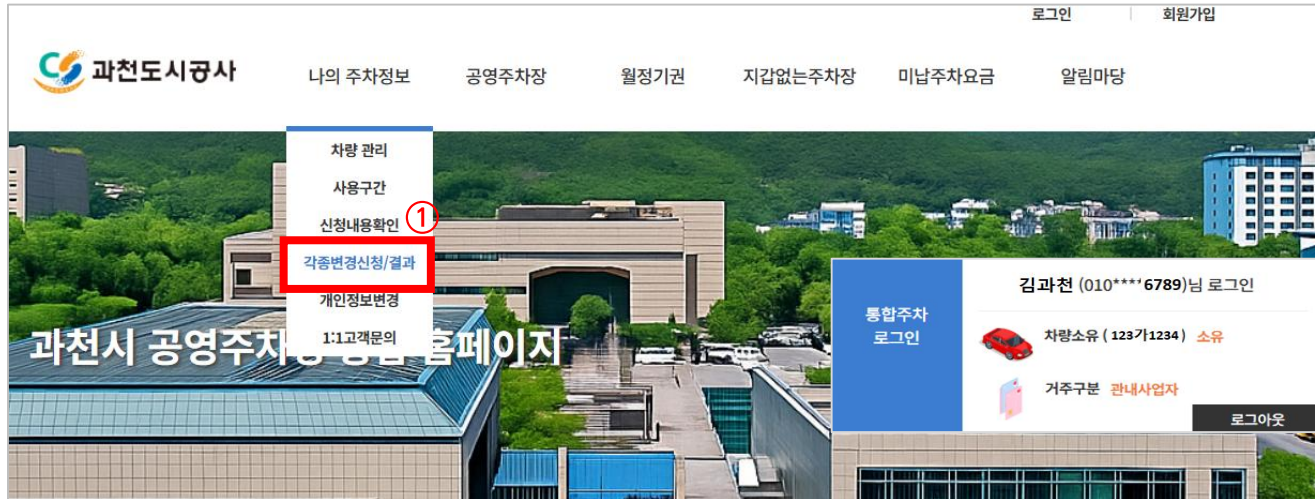 로그인 회원가입
과천도시공사 나의 주차정보 공영주차장 월정기권 지갑없는주차장 미납주차요금 알림마당
차량 관리
사용구간
신청내용확인 ①
각종변경신청/결과
개인정보변경
1:1고객문의
과천시 공영주차 홈페이지
통합주차
로그인
김과천 (010****6789)님 로그인
차량소유 ( 123가1234 ) 소유
거주구분 관내사업자
로그아웃